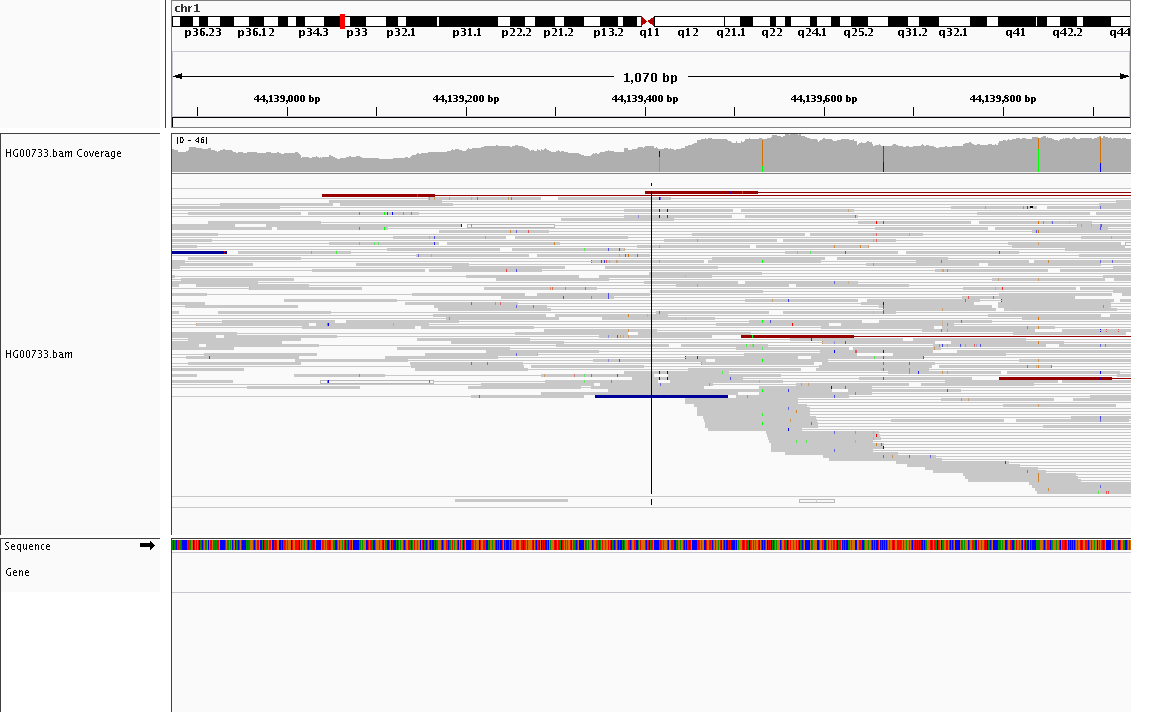 chr1
p36.23 p36.12 p34.3 p33 p32.1 p31.1 p22.2 p21.2 p13.2 q11 q12 q21.1 q22 q24.1 q25.2 q31.2 q32.1 q41 q42.2 q44
1,070 bp
44,139,000 bp 44,139,200 bp 44,139,400 bp 44,139,600 bp 44,139,800 bp
HG00733.bam Coverage
[0 - 46]
HG00733.bam
Sequence
Gene